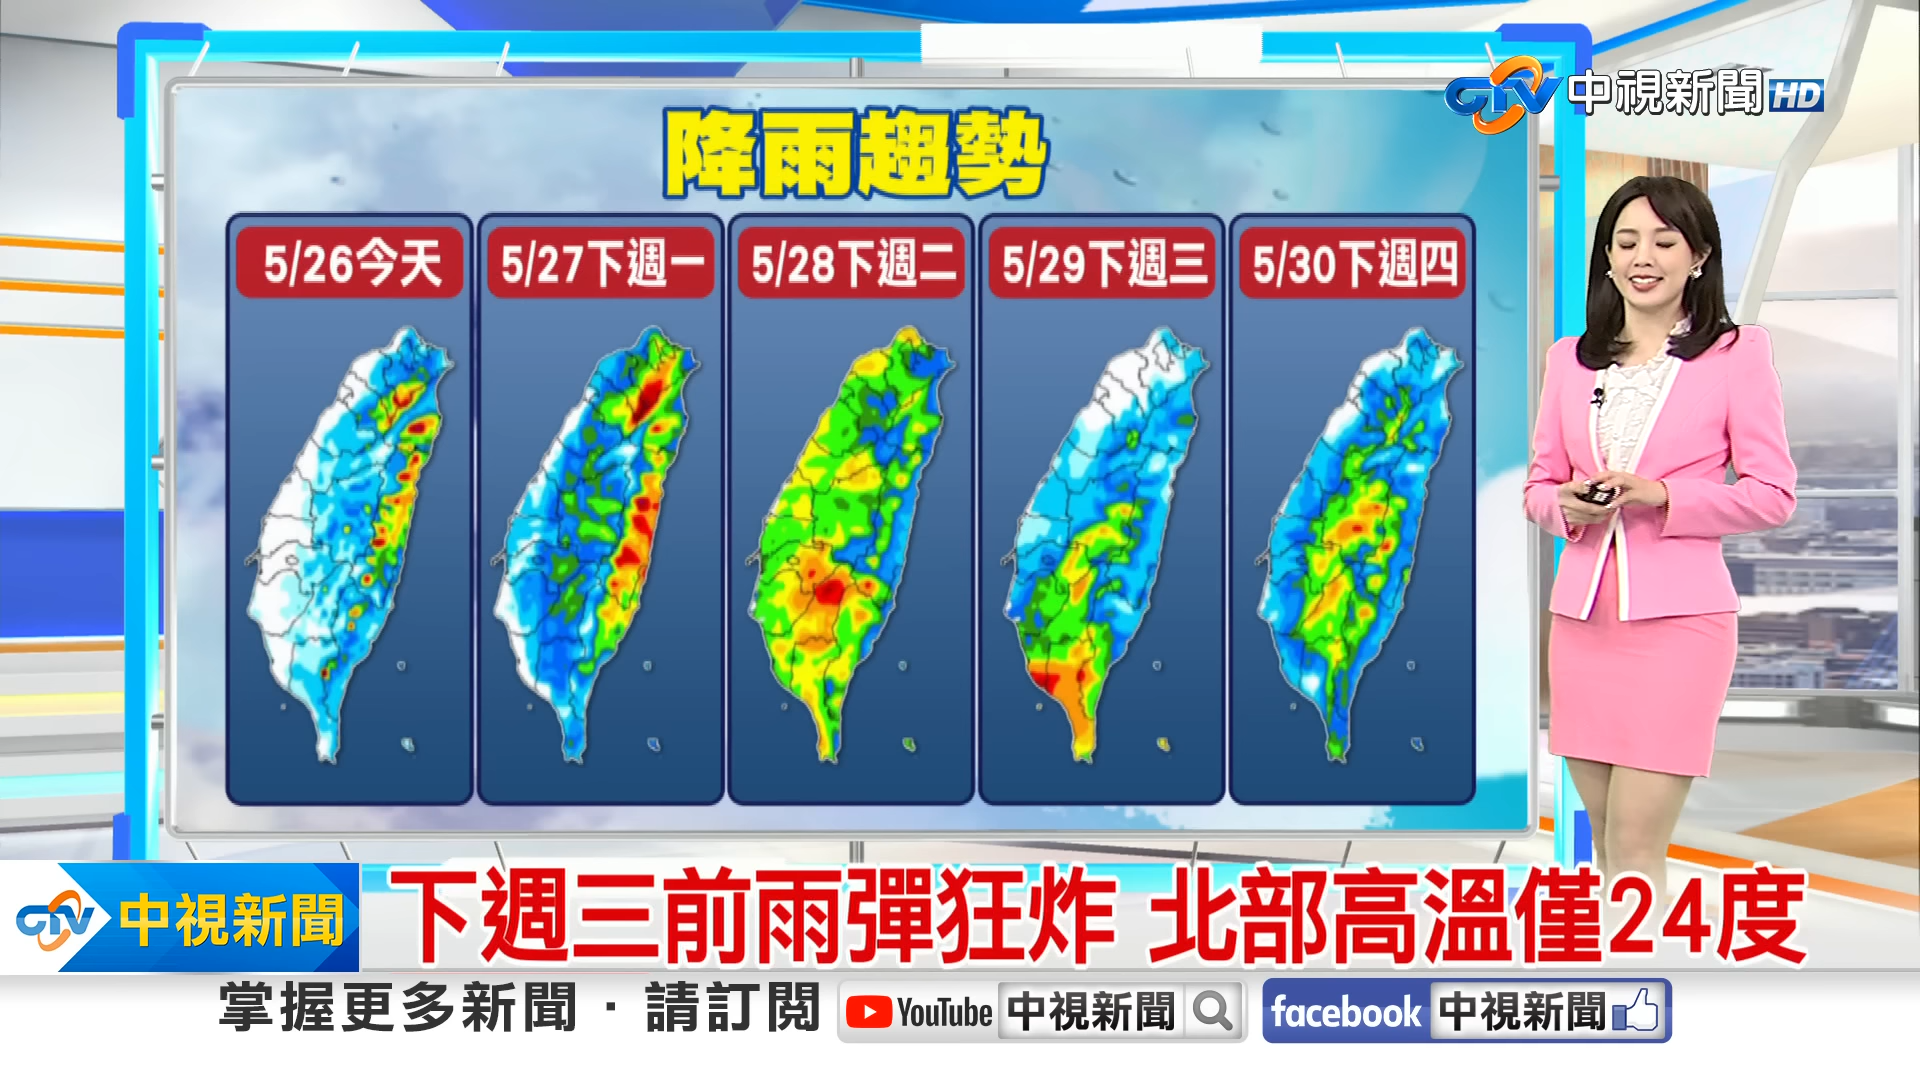 CTV 中視新聞 HD
降雨趨勢
5/26今天
5/27下週一
5/28下週二
5/29下週三
5/30下週四
CTV 中視新聞
下週三前雨彈狂炸 北部高溫僅24度
掌握更多新聞・請訂閱
YouTube 中視新聞
facebook 中視新聞